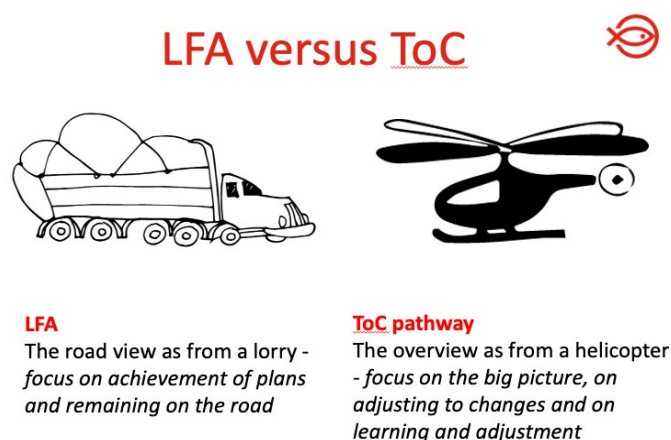 LFA versus ToC
LFA
The road view as from a lorry -
focus on achievement of plans
and remaining on the road
ToC pathway
The overview as from a helicopter
- focus on the big picture, on
adjusting to changes and on
learning and adjustment